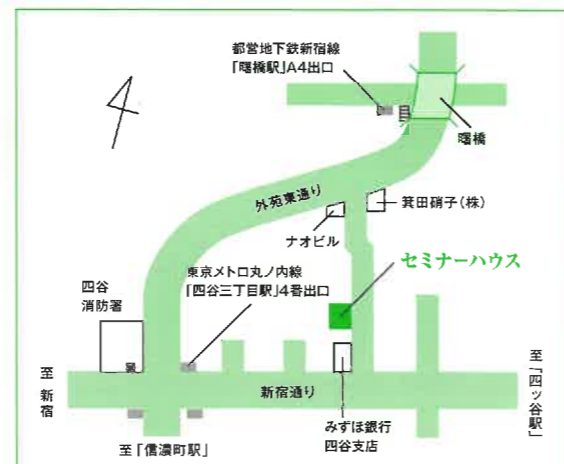 都営地下鉄新宿線
「曙橋駅」A4出口
曙橋
外苑東通り
箕田硝子(株)
ナオビル
セミナーハウス
東京メトロ丸ノ内線
「四谷三丁目駅」4番出口
四谷
消防署
至 新宿
新宿通り
至「四ッ谷駅」
みずほ銀行
四谷支店
至「信濃町駅」